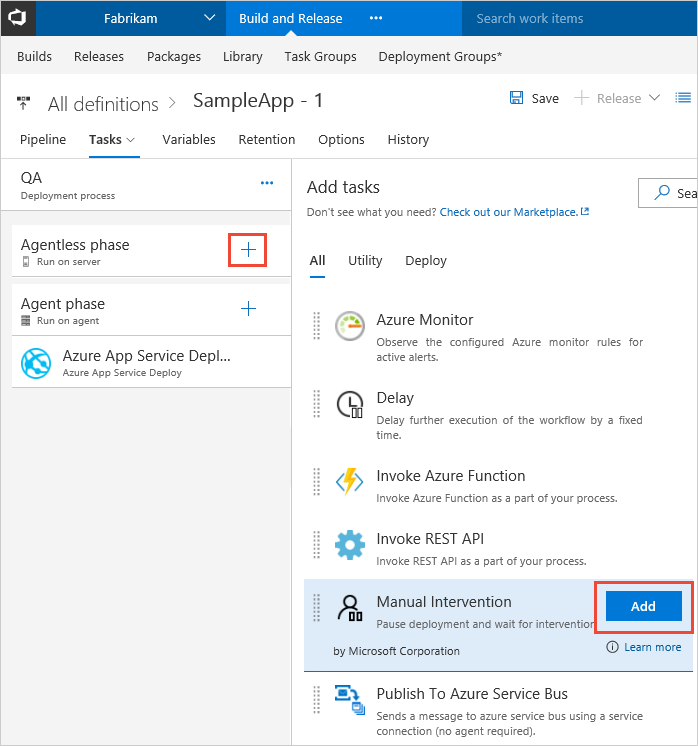 Fabrikam
Build and Release
Search work items
Builds Releases Packages Library Task Groups Deployment Groups*
All definitions > SampleApp - 1
Save Release
Pipeline Tasks Variables Retention Options History
QA
Deployment process
Agentless phase
Run on server
Agent phase
Run on agent
Azure App Service Depl...
Azure App Service Deploy
Add tasks
Sea
Don't see what you need? Check out our Marketplace.
All Utility Deploy
Azure Monitor
Observe the configured Azure monitor rules for
active alerts.
Delay
Delay further execution of the workflow by a fixed
time.
Invoke Azure Function
Invoke Azure Function as a part of your process.
Invoke REST API
Invoke REST API as a part of your process.
Manual Intervention
Pause deployment and wait for intervention
Add
by Microsoft Corporation
Learn more
Publish To Azure Service Bus
Sends a message to azure service bus using a service
connection (no agent required).